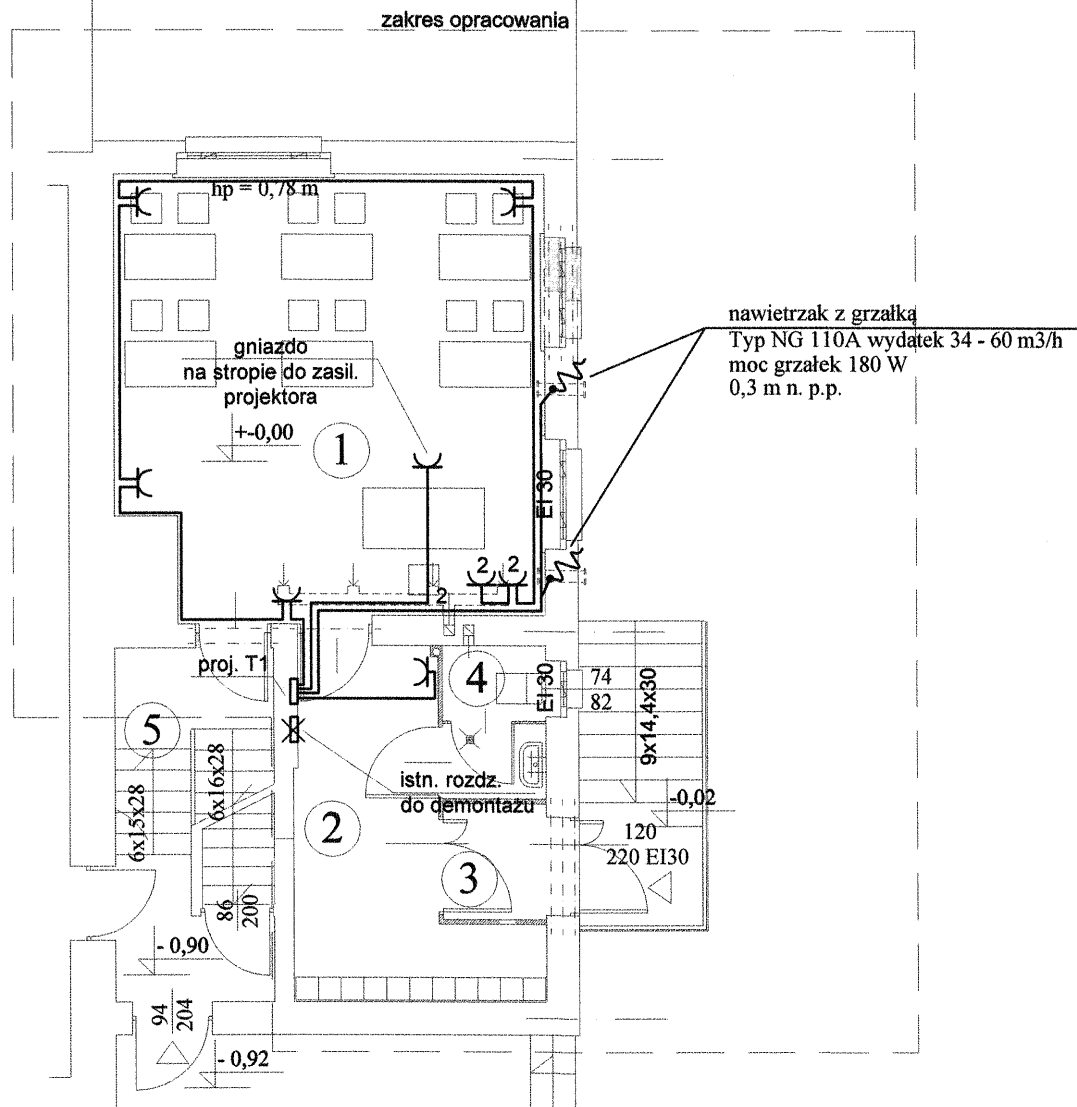 zakres opracowania
hp = 0,78 m
nawietrzak z grzałką
Typ NG 110A wydatek 34 - 60 m3/h
moc grzałek 180 W
0,3 m n. p.p.
gniazdo
na stropie do zasil.
projektora
+-0,00
1
EI 30
2
2
2
proj. T1
4
EI 30
74
82
9x14,4x30
5
6x15x28
6x16x28
istn. rozdz.
do demontażu
-0,02
2
120
220 EI30
3
86
200
- 0,90
94
204
- 0,92